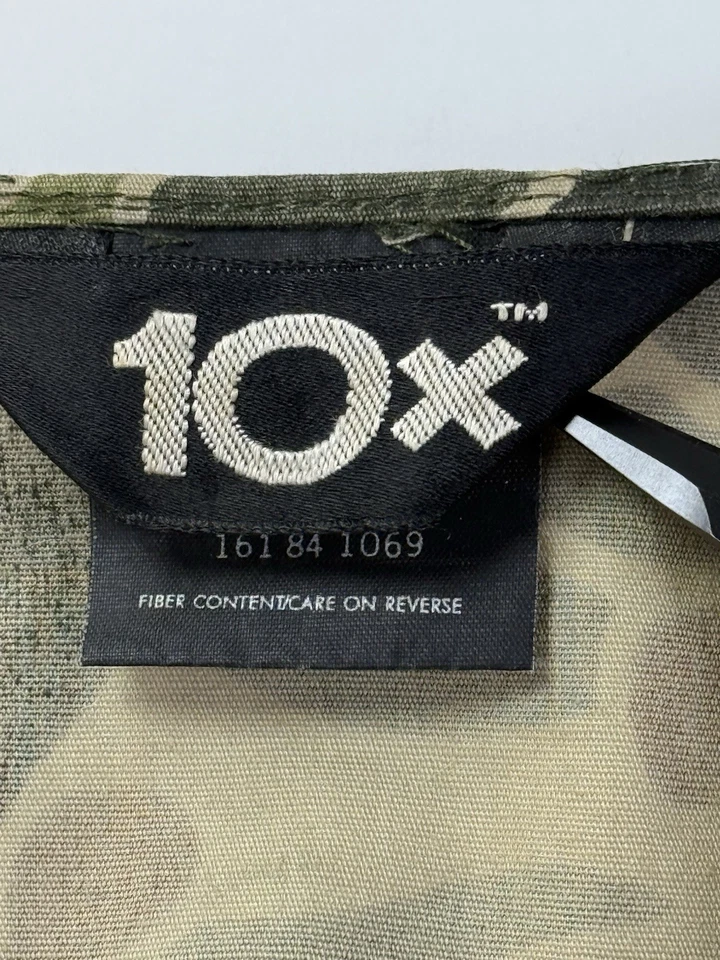 10x™
161 84 1069
FIBER CONTENT/CARE ON REVERSE